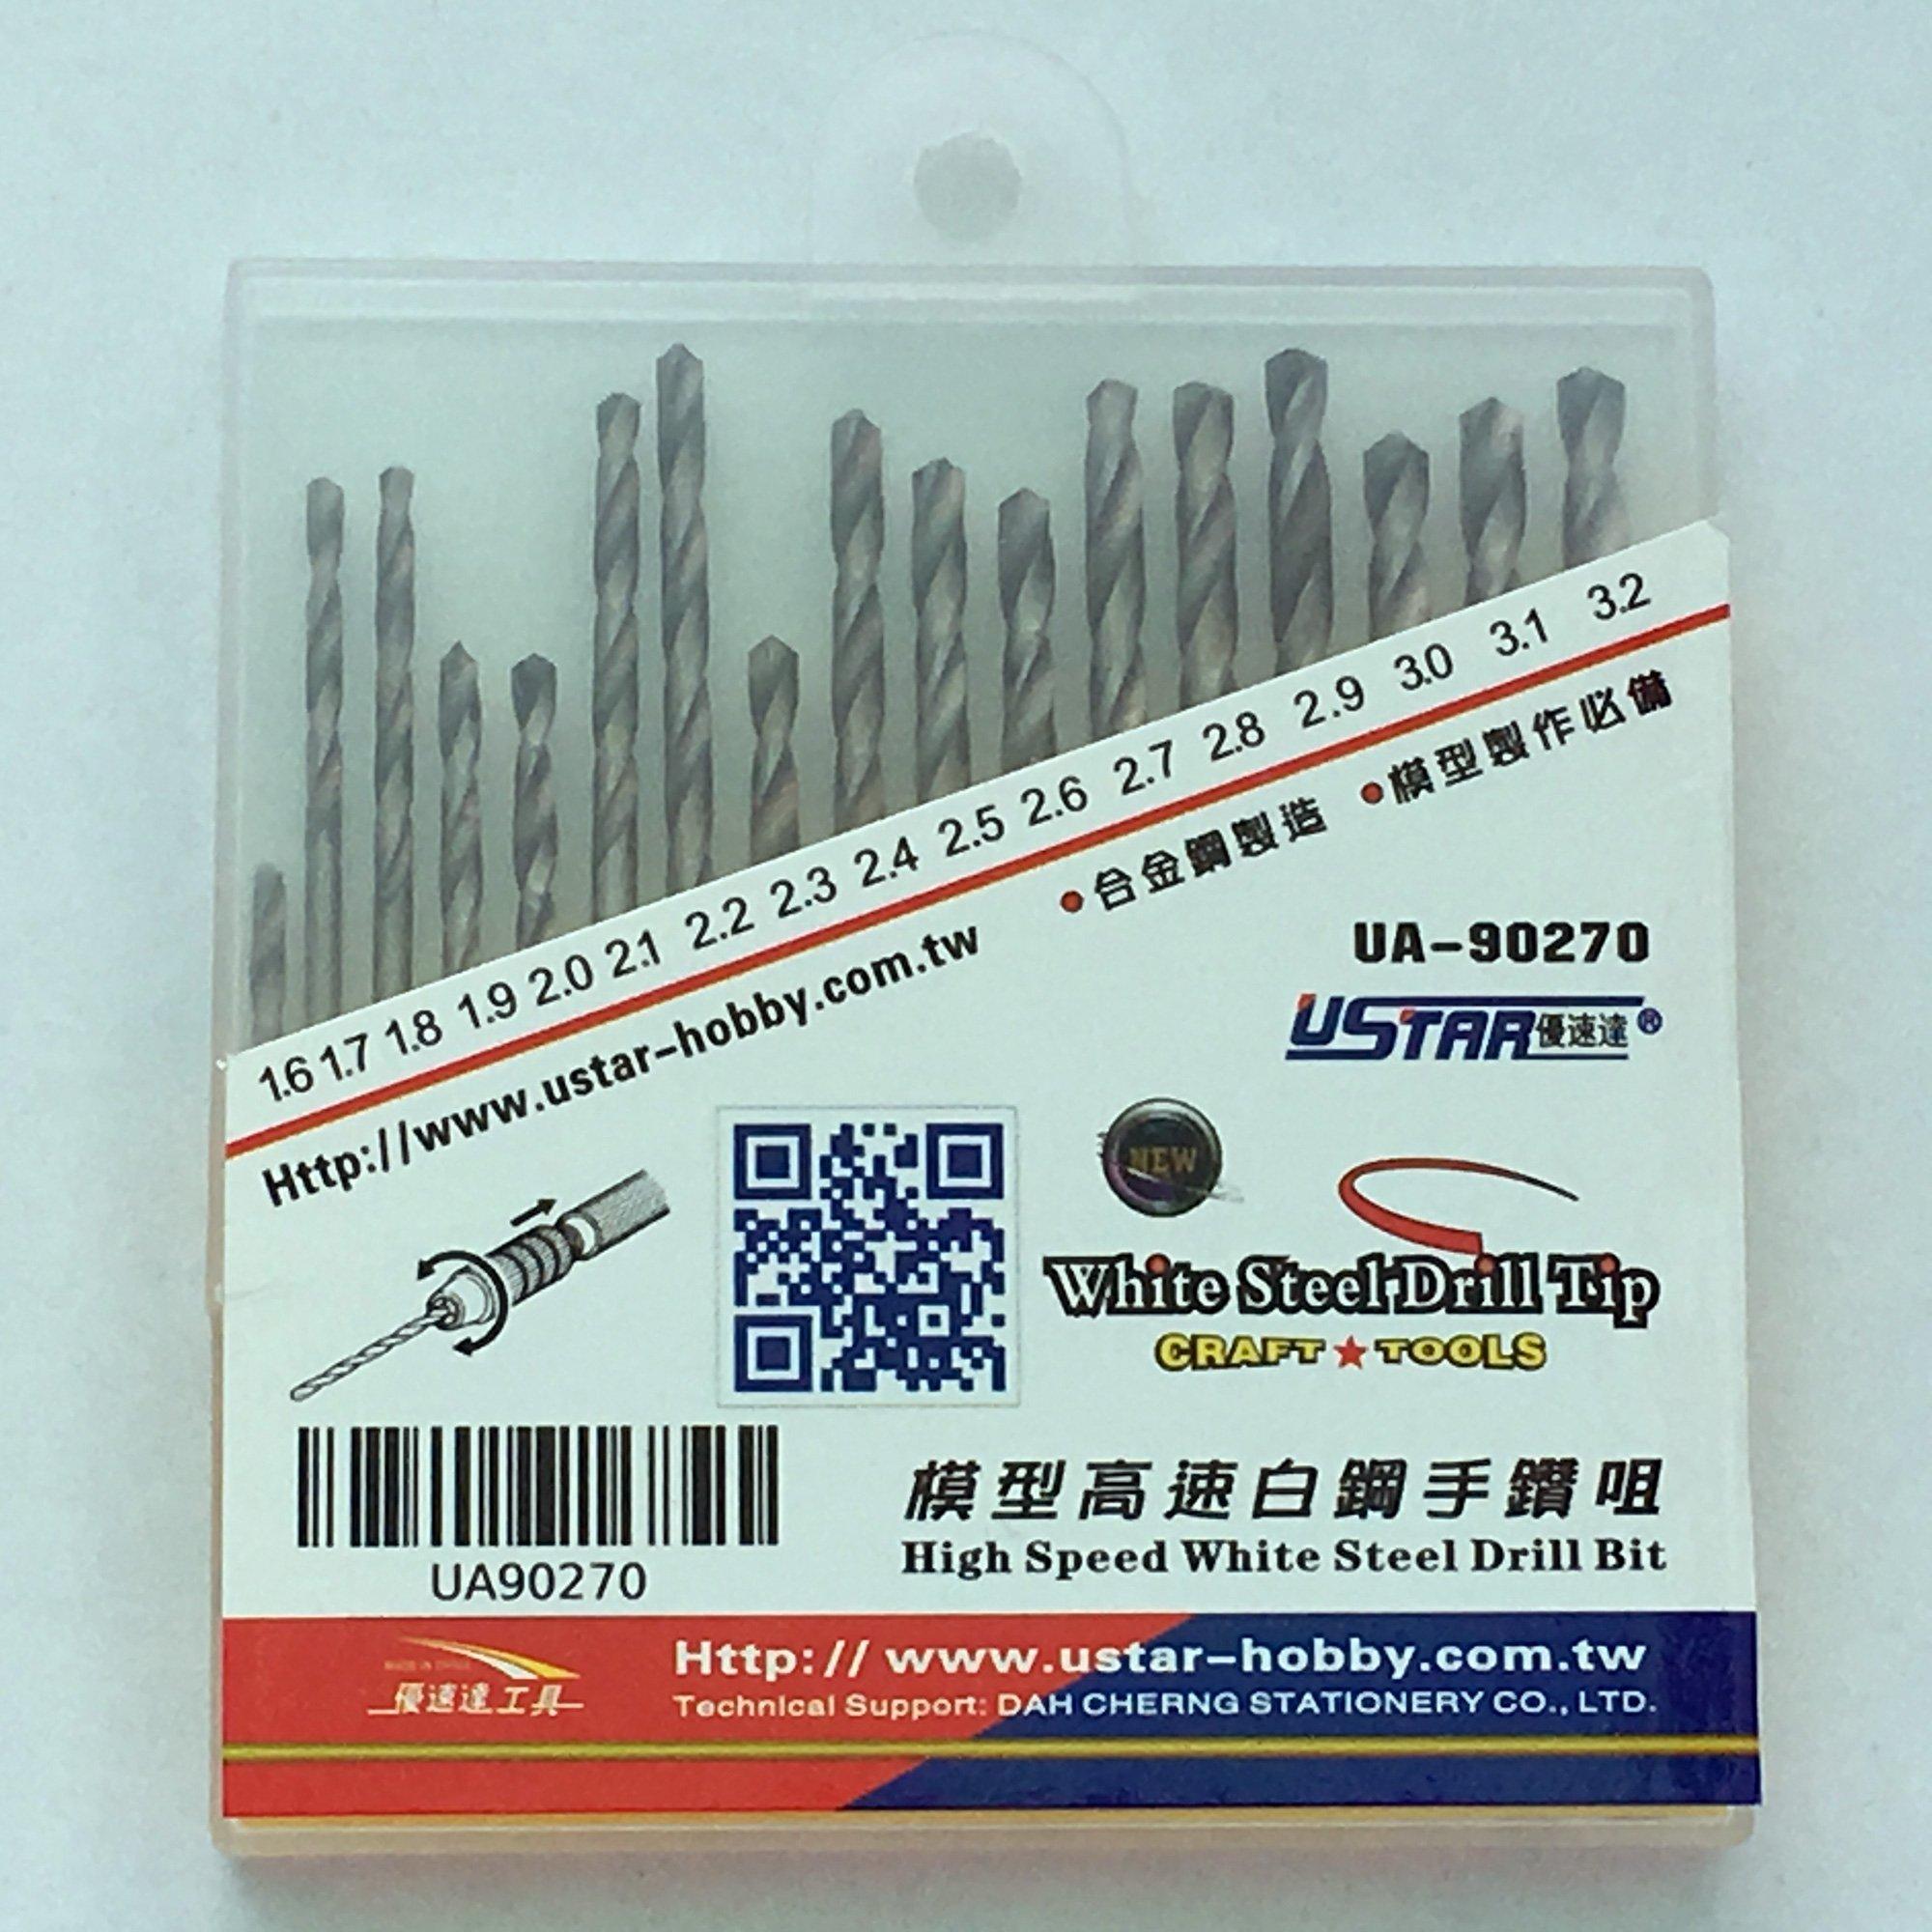 1.6 1.7 1.8 1.9 2.0 2.1 2.2 2.3 2.4 2.5 2.6 2.7 2.8 2.9 3.0 3.1 3.2
Http://www.ustar-hobby.com.tw
•合金鋼製造 •模型製作必備
UA-90270
USTAR優速達®
NEW
White Steel Drill Tip
CRAFT★TOOLS
UA90270
模型高速白鋼手鑽咀
High Speed White Steel Drill Bit
MADE IN CHINA
優速達工具
Http:// www.ustar-hobby.com.tw
Technical Support: DAH CHERNG STATIONERY CO., LTD.